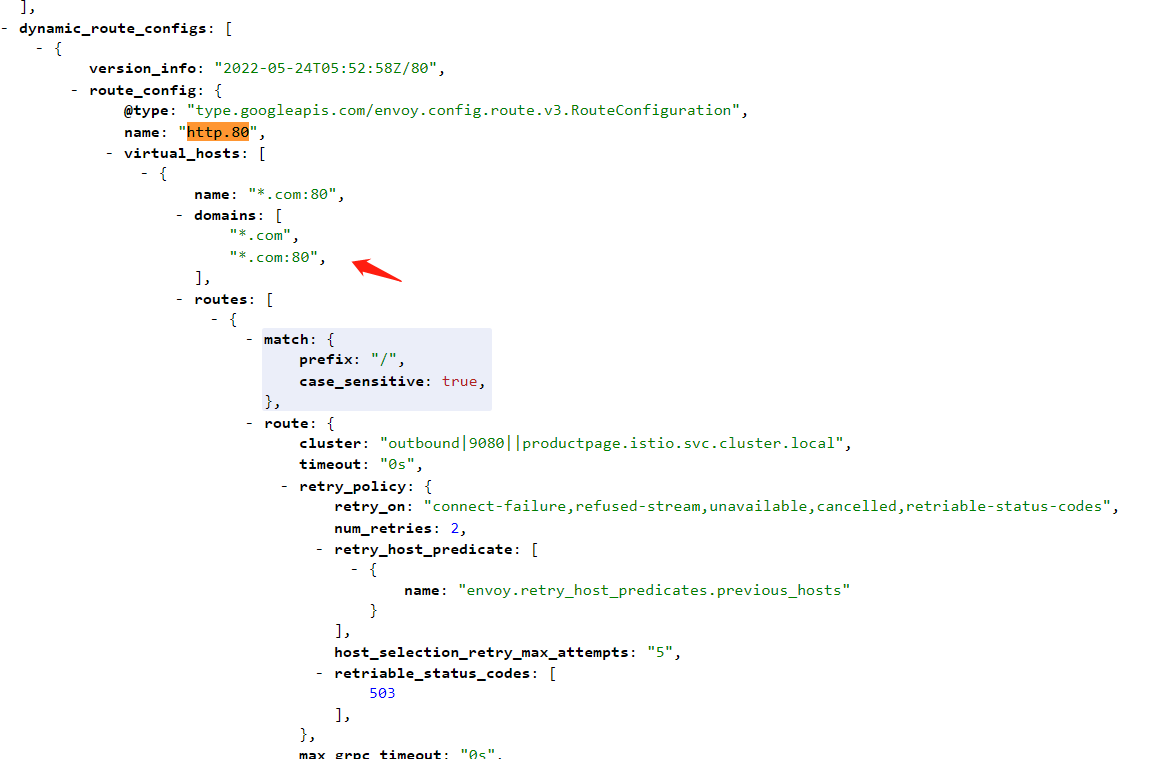 ],
- dynamic_route_configs: [
- {
version_info: "2022-05-24T05:52:58Z/80",
- route_config: {
@type: "type.googleapis.com/envoy.config.route.v3.RouteConfiguration",
name: "http.80",
- virtual_hosts: [
- {
name: "*.com:80",
- domains: [
"*.com",
"*.com:80",
],
- routes: [
- {
- match: {
prefix: "/",
case_sensitive: true,
},
- route: {
cluster: "outbound|9080||productpage.istio.svc.cluster.local",
timeout: "0s",
- retry_policy: {
retry_on: "connect-failure,refused-stream,unavailable,cancelled,retriable-status-codes",
num_retries: 2,
- retry_host_predicate: [
- {
name: "envoy.retry_host_predicates.previous_hosts"
}
],
host_selection_retry_max_attempts: "5",
- retriable_status_codes: [
503
],
},
max_grpc_timeout: "0s",